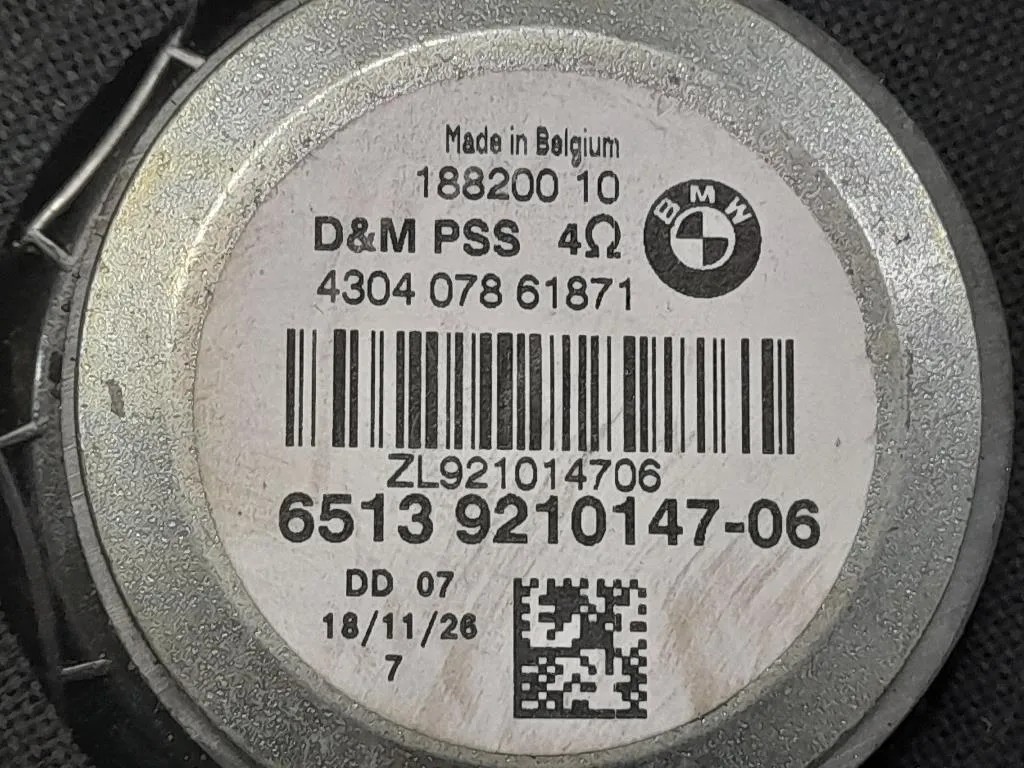 Made in Belgium
188200 10
D&M PSS 4Ω
BMW
4304 078 61871
ZL921014706
6513 9210147-06
DD 07
18/11/26
7